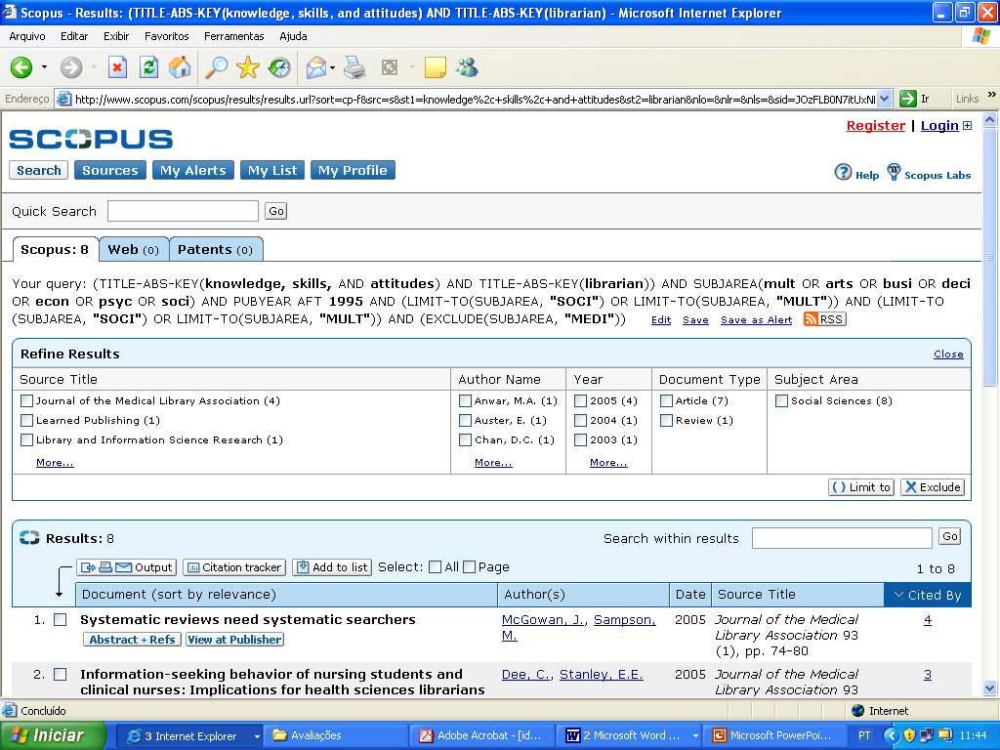 Scopus - Results: (TITLE-ABS-KEY(knowledge, skills, and attitudes) AND TITLE-ABS-KEY(librarian) - Microsoft Internet Explorer
Arquivo Editar Exibir Favoritos Ferramentas Ajuda
Endereço http://www.scopus.com/scopus/results/results.url?sort=cp-f&src=s&st1=knowledge%2c+skills%2c+and+attitudes&st2=librarian&nlo=&nlr=&nls=&sid=JOzFLB0N7itUxN Ir Links »
Register | Login
SCOPUS
Search Sources My Alerts My List My Profile Help Scopus Labs
Quick Search Go
Scopus: 8 Web (0) Patents (0)
Your query: (TITLE-ABS-KEY(knowledge, skills, AND attitudes) AND TITLE-ABS-KEY(librarian)) AND SUBJAREA(mult OR arts OR busi OR deci
OR econ OR psyc OR soci) AND PUBYEAR AFT 1995 AND (LIMIT-TO(SUBJAREA, "SOCI") OR LIMIT-TO(SUBJAREA, "MULT")) AND (LIMIT-TO
(SUBJAREA, "SOCI") OR LIMIT-TO(SUBJAREA, "MULT")) AND (EXCLUDE(SUBJAREA, "MEDI")) Edit Save Save as Alert RSS
Refine Results Close
Source Title Author Name Year Document Type Subject Area
Journal of the Medical Library Association (4) Anwar, M.A. (1) 2005 (4) Article (7) Social Sciences (8)
Learned Publishing (1) Auster, E. (1) 2004 (1) Review (1)
Library and Information Science Research (1) Chan, D.C. (1) 2003 (1)
More... More... More...
Limit to Exclude
Results: 8 Search within results Go
Output Citation tracker Add to list Select: All Page 1 to 8
Document (sort by relevance) Author(s) Date Source Title Cited By
1. Systematic reviews need systematic searchers McGowan, J., Sampson, 2005 Journal of the Medical 4
Abstract + Refs View at Publisher M. Library Association 93
(1), pp. 74-80
2. Information-seeking behavior of nursing students and Dee, C., Stanley, E.E. 2005 Journal of the Medical 3
clinical nurses: Implications for health sciences librarians Library Association 93
Concluído Internet
Iniciar 3 Internet Explorer Avaliações Adobe Acrobat - [id... 2 Microsoft Word ... Microsoft PowerPoi... PT 11:44